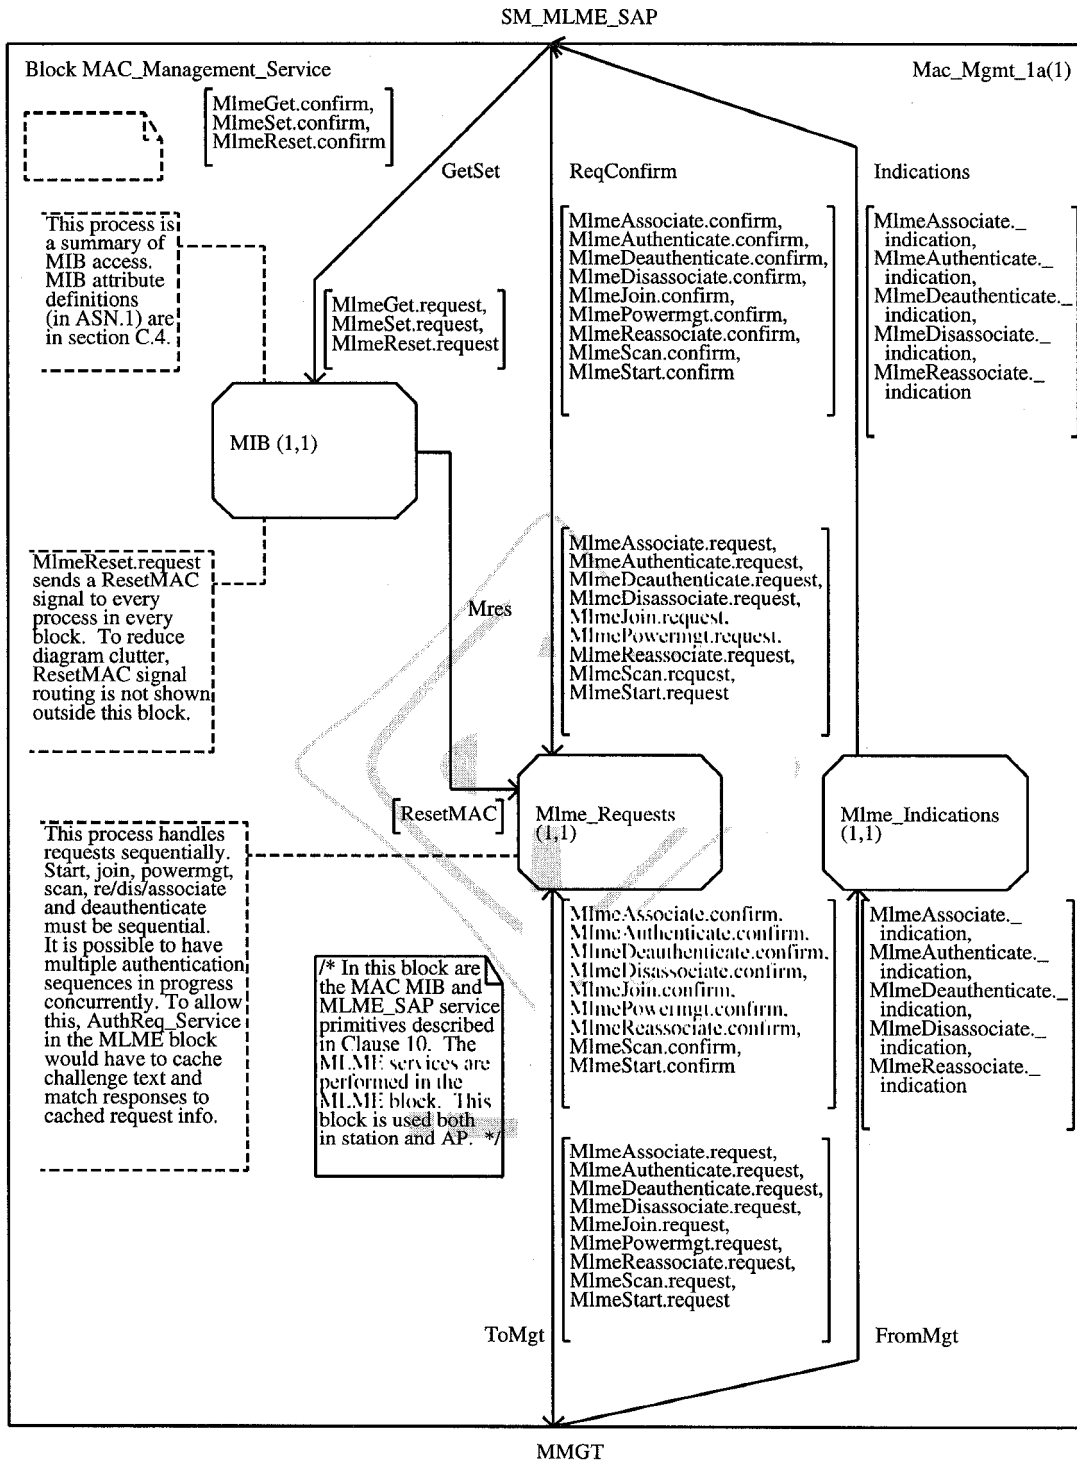 SM_MLME_SAP
Block MAC_Management_Service
Mac_Mgmt_1a(1)
MlmeGet.confirm,
MlmeSet.confirm,
MlmeReset.confirm
GetSet
ReqConfirm
Indications
This process is
a summary of
MIB access.
MIB attribute
definitions
(in ASN.1) are
in section C.4.
MlmeGet.request,
MlmeSet.request,
MlmeReset.request
MlmeAssociate.confirm,
MlmeAuthenticate.confirm,
MlmeDeauthenticate.confirm,
MlmeDisassociate.confirm,
MlmeJoin.confirm,
MlmePowermgt.confirm,
MlmeReassociate.confirm,
MlmeScan.confirm,
MlmeStart.confirm
MlmeAssociate._
indication,
MlmeAuthenticate._
indication,
MlmeDeauthenticate._
indication,
MlmeDisassociate._
indication,
MlmeReassociate._
indication
MIB (1,1)
MlmeReset.request
sends a ResetMAC
signal to every
process in every
block. To reduce
diagram clutter,
ResetMAC signal
routing is not shown
outside this block.
Mres
MlmeAssociate.request,
MlmeAuthenticate.request,
MlmeDeauthenticate.request,
MlmeDisassociate.request,
MlmeJoin.request,
MlmePowermgt.request,
MlmeReassociate.request,
MlmeScan.request,
MlmeStart.request
[ResetMAC]
Mlme_Requests
(1,1)
Mlme_Indications
(1,1)
This process handles
requests sequentially.
Start, join, powermgt,
scan, re/dis/associate
and deauthenticate
must be sequential.
It is possible to have
multiple authentication
sequences in progress
concurrently. To allow
this, AuthReq_Service
in the MLME block
would have to cache
challenge text and
match responses to
cached request info.
/* In this block are
the MAC MIB and
MLME_SAP service
primitives described
in Clause 10. The
MLME services are
performed in the
MLME block. This
block is used both
in station and AP. */
MlmeAssociate.confirm,
MlmeAuthenticate.confirm,
MlmeDeauthenticate.confirm,
MlmeDisassociate.confirm,
MlmeJoin.confirm,
MlmePowermgt.confirm,
MlmeReassociate.confirm,
MlmeScan.confirm,
MlmeStart.confirm
MlmeAssociate._
indication,
MlmeAuthenticate._
indication,
MlmeDeauthenticate._
indication,
MlmeDisassociate._
indication,
MlmeReassociate._
indication
MlmeAssociate.request,
MlmeAuthenticate.request,
MlmeDeauthenticate.request,
MlmeDisassociate.request,
MlmeJoin.request,
MlmePowermgt.request,
MlmeReassociate.request,
MlmeScan.request,
MlmeStart.request
ToMgt
FromMgt
MMGT